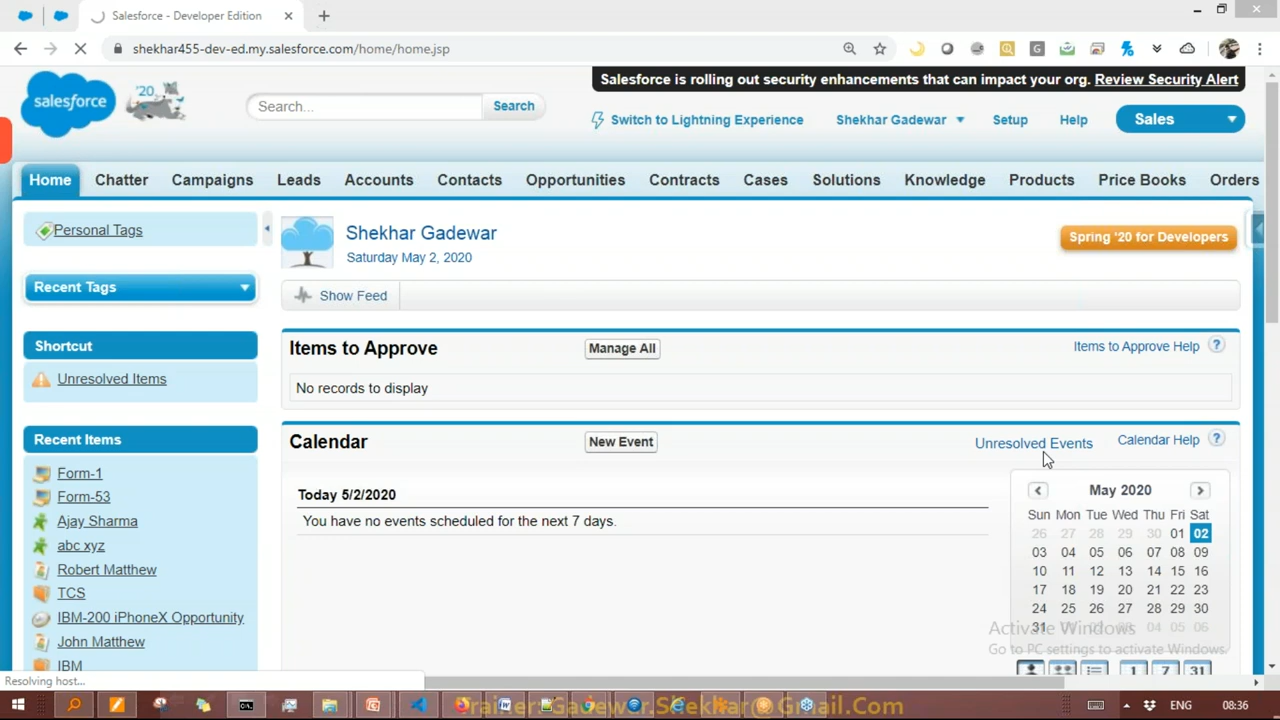 Salesforce - Developer Edition
shekhar455-dev-ed.my.salesforce.com/home/home.jsp
Salesforce is rolling out security enhancements that can impact your org. Review Security Alert
salesforce
'20
Search...
Search
Switch to Lightning Experience
Shekhar Gadewar
Setup
Help
Sales
Home Chatter Campaigns Leads Accounts Contacts Opportunities Contracts Cases Solutions Knowledge Products Price Books Orders
Personal Tags
Recent Tags
Shortcut
Unresolved Items
Recent Items
Form-1
Form-53
Ajay Sharma
abc xyz
Robert Matthew
TCS
IBM-200 iPhoneX Opportunity
John Matthew
IBM
Shekhar Gadewar
Saturday May 2, 2020
Spring '20 for Developers
Show Feed
Items to Approve
Manage All
Items to Approve Help
No records to display
Calendar
New Event
Unresolved Events
Calendar Help
Today 5/2/2020
You have no events scheduled for the next 7 days.
May 2020
Sun Mon Tue Wed Thu Fri Sat
26 27 28 29 30 01 02
03 04 05 06 07 08 09
10 11 12 13 14 15 16
17 18 19 20 21 22 23
24 25 26 27 28 29 30
31 04 05 06
Activate Windows
Go to PC settings to activate Windows.
1 7 31
Resolving host...
Trainer.Gadewar.Shekhar@Gmail.Com
ENG
08:36